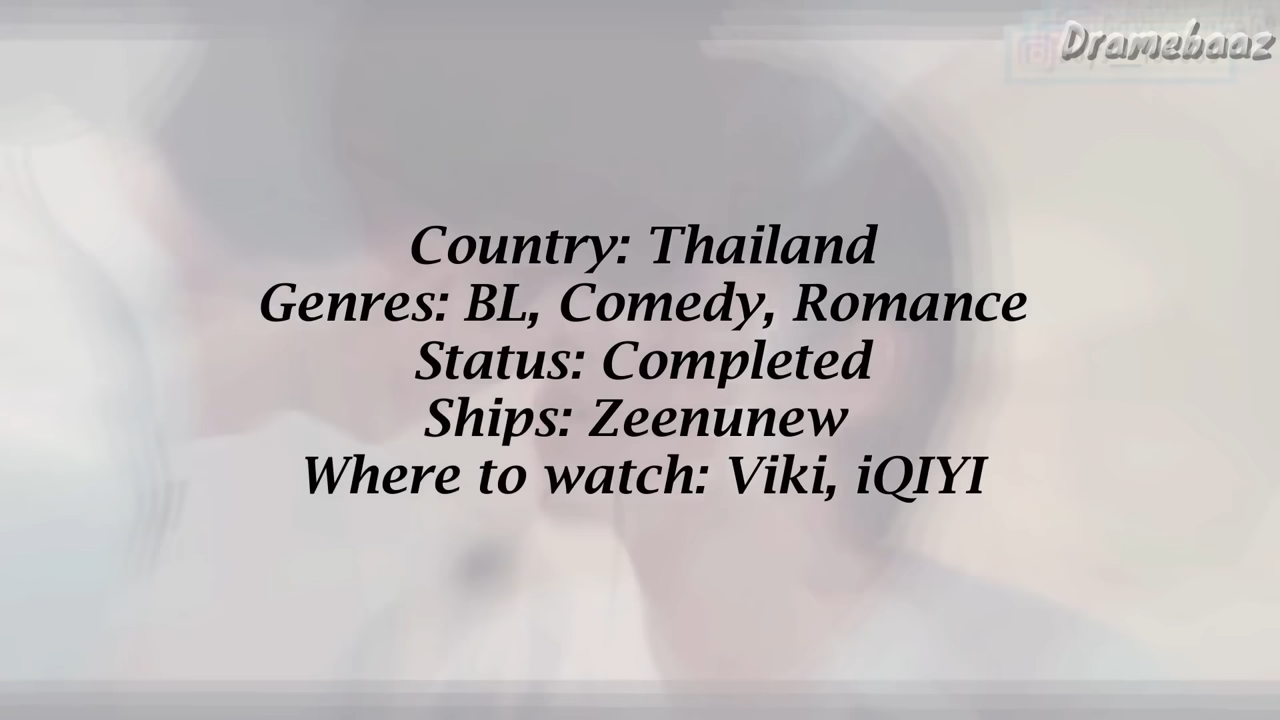 Dramebaaz
Country: Thailand
Genres: BL, Comedy, Romance
Status: Completed
Ships: Zeenunew
Where to watch: Viki, iQIYI